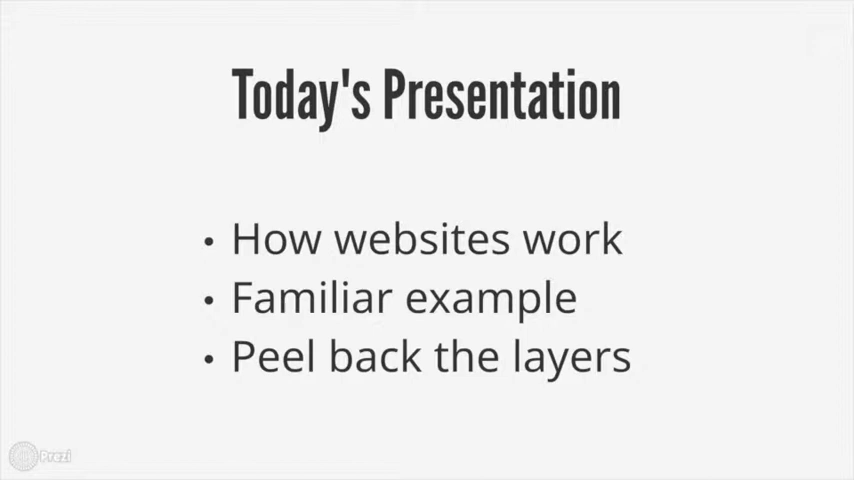 Today's Presentation
• How websites work
• Familiar example
• Peel back the layers
Prezi